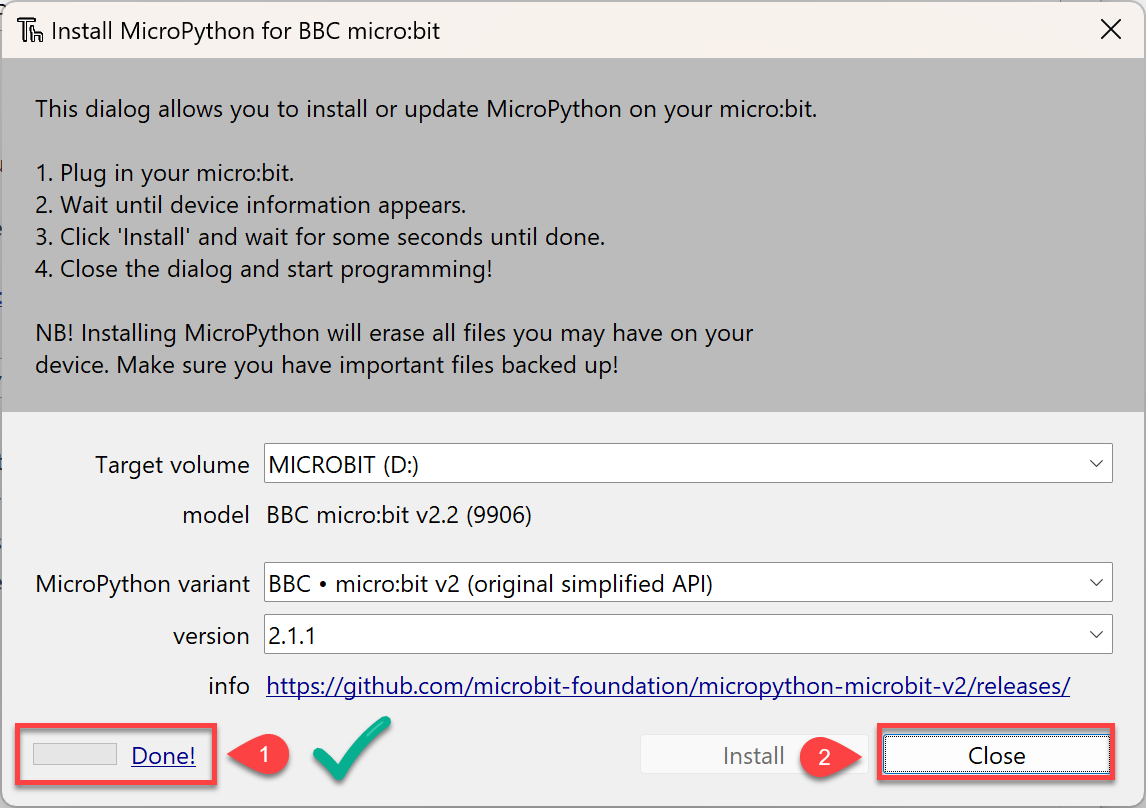 Install MicroPython for BBC micro:bit
This dialog allows you to install or update MicroPython on your micro:bit.
1. Plug in your micro:bit.
2. Wait until device information appears.
3. Click 'Install' and wait for some seconds until done.
4. Close the dialog and start programming!
NB! Installing MicroPython will erase all files you may have on your
device. Make sure you have important files backed up!
Target volume MICROBIT (D:)
model BBC micro:bit v2.2 (9906)
MicroPython variant BBC • micro:bit v2 (original simplified API)
version 2.1.1
info https://github.com/microbit-foundation/micropython-microbit-v2/releases/
Done! 1 Install 2 Close